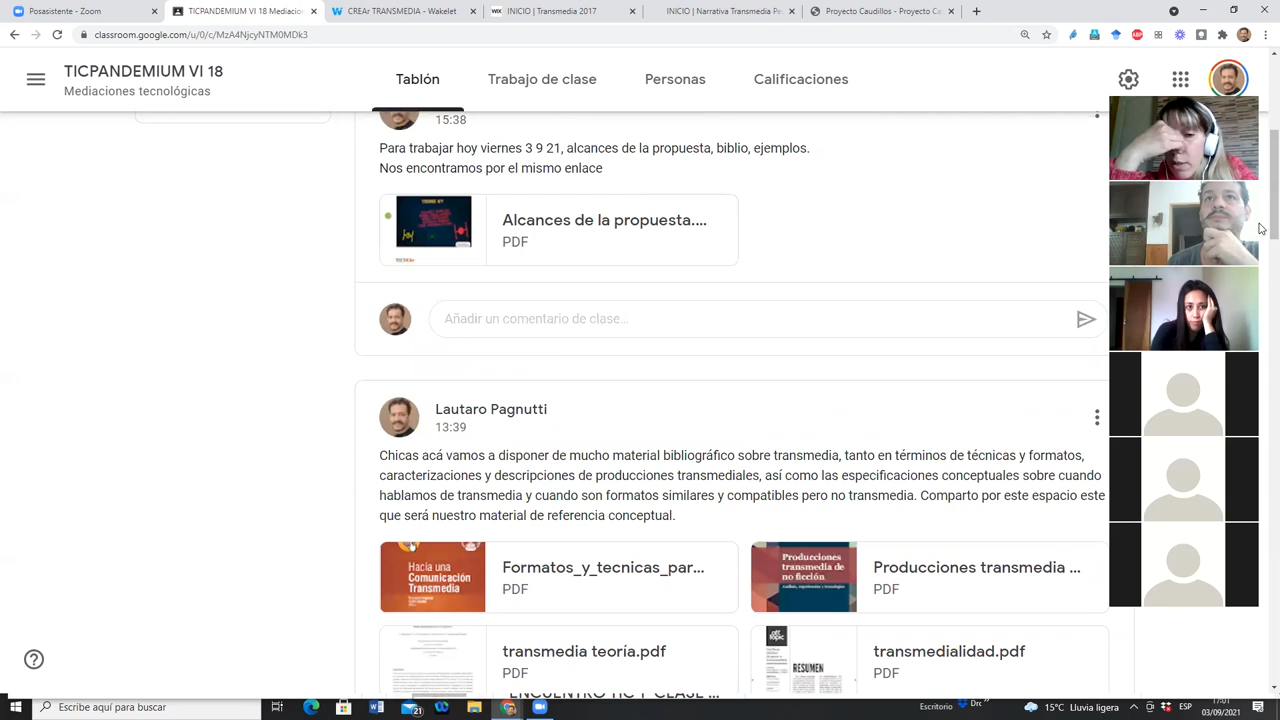 Posasistente - Zoom
TICPANDEMIUM VI 18 Mediacion
CREAr TRANSMEDIA - Wakelet
INICIO | Transmedia 2017
INICIO | Narrativa Transmedia Pe
Proyecto Caudillos - Proyecto Ca
classroom.google.com/u/0/c/MzA4NjcyNTM0MDk3
TICPANDEMIUM VI 18
Mediaciones tecnológicas
Tablón
Trabajo de clase
Personas
Calificaciones
15:38
Para trabajar hoy viernes 3 9 21, alcances de la propuesta, biblio, ejemplos.
Nos encontramos por el mismo enlace
Alcances de la propuesta....
PDF
Añadir un comentario de clase...
Lautaro Pagnutti
13:39
Chicas acá vamos a disponer de mucho material bibliográfico sobre transmedia, tanto en términos de técnicas y formatos,
caracterizaciones y descripciones de producciones transmediales, así como las especificaciones conceptuales sobre cuando
hablamos de transmedia y cuando son formatos similares y compatibles pero no transmedia. Comparto por este espacio este
que será nuestro material de referencia conceptual.
Hacia una
Comunicación
Transmedia
Formatos_y_tecnicas_par...
PDF
Producciones
transmedia de
no ficción
Producciones transmedia ...
PDF
transmedia teoria.pdf
PDF
RESUMEN
transmedialidad.pdf
PDF
Escribe aquí para buscar
21
Escritorio
15°C Lluvia ligera
ESP
17:01
03/09/2021